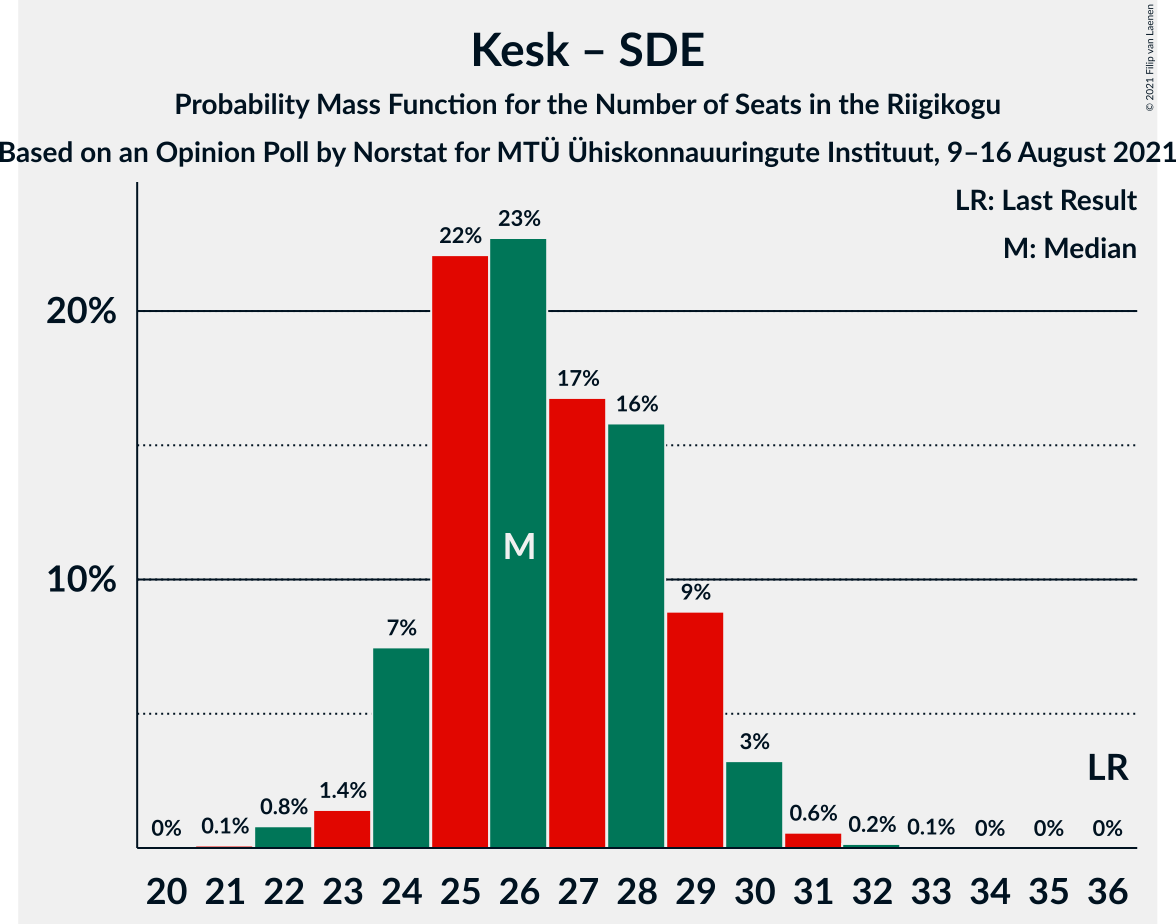 Kesk – SDE
Probability Mass Function for the Number of Seats in the Riigikogu
Based on an Opinion Poll by Norstat for MTÜ Ühiskonnauuringute Instituut, 9–16 August 2021
© 2021 Filip van Laenen
LR: Last Result
M: Median
20%
10%
0%
0.1%
0.8%
1.4%
7%
22%
23%
17%
16%
9%
3%
0.6%
0.2%
0.1%
0%
0%
0%
M
LR
20 21 22 23 24 25 26 27 28 29 30 31 32 33 34 35 36